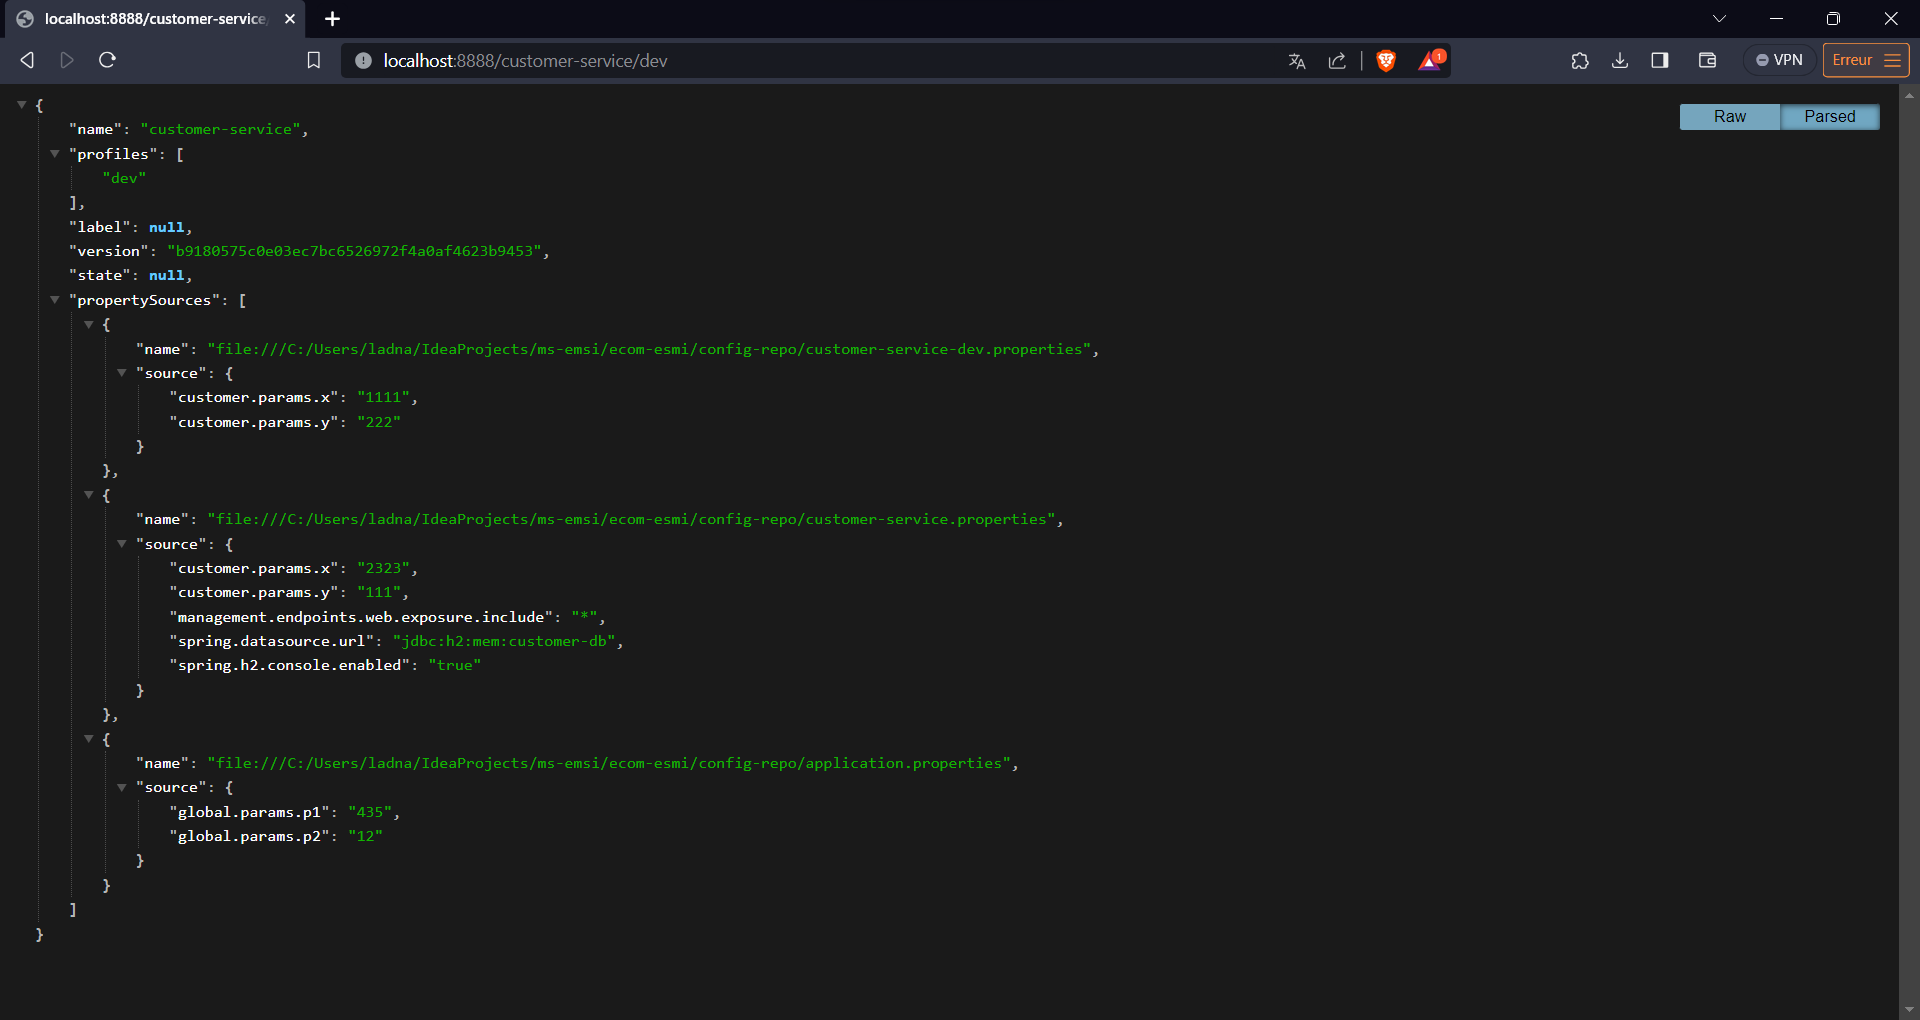 localhost:8888/customer-service
localhost:8888/customer-service/dev
1
VPN
Erreur
Raw
Parsed
{
"name": "customer-service",
"profiles": [
"dev"
],
"label": null,
"version": "b9180575c0e03ec7bc6526972f4a0af4623b9453",
"state": null,
"propertySources": [
{
"name": "file:///C:/Users/ladna/IdeaProjects/ms-emsi/ecom-esmi/config-repo/customer-service-dev.properties",
"source": {
"customer.params.x": "1111",
"customer.params.y": "222"
}
},
{
"name": "file:///C:/Users/ladna/IdeaProjects/ms-emsi/ecom-esmi/config-repo/customer-service.properties",
"source": {
"customer.params.x": "2323",
"customer.params.y": "111",
"management.endpoints.web.exposure.include": "*",
"spring.datasource.url": "jdbc:h2:mem:customer-db",
"spring.h2.console.enabled": "true"
}
},
{
"name": "file:///C:/Users/ladna/IdeaProjects/ms-emsi/ecom-esmi/config-repo/application.properties",
"source": {
"global.params.p1": "435",
"global.params.p2": "12"
}
}
]
}